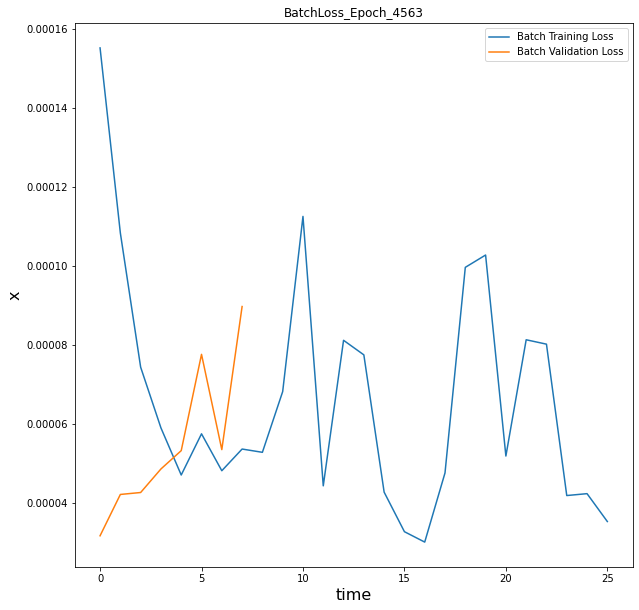 BatchLoss_Epoch_4563
Batch Training Loss
Batch Validation Loss
0.00016
0.00014
0.00012
0.00010
0.00008
0.00006
0.00004
x
0 5 10 15 20 25
time